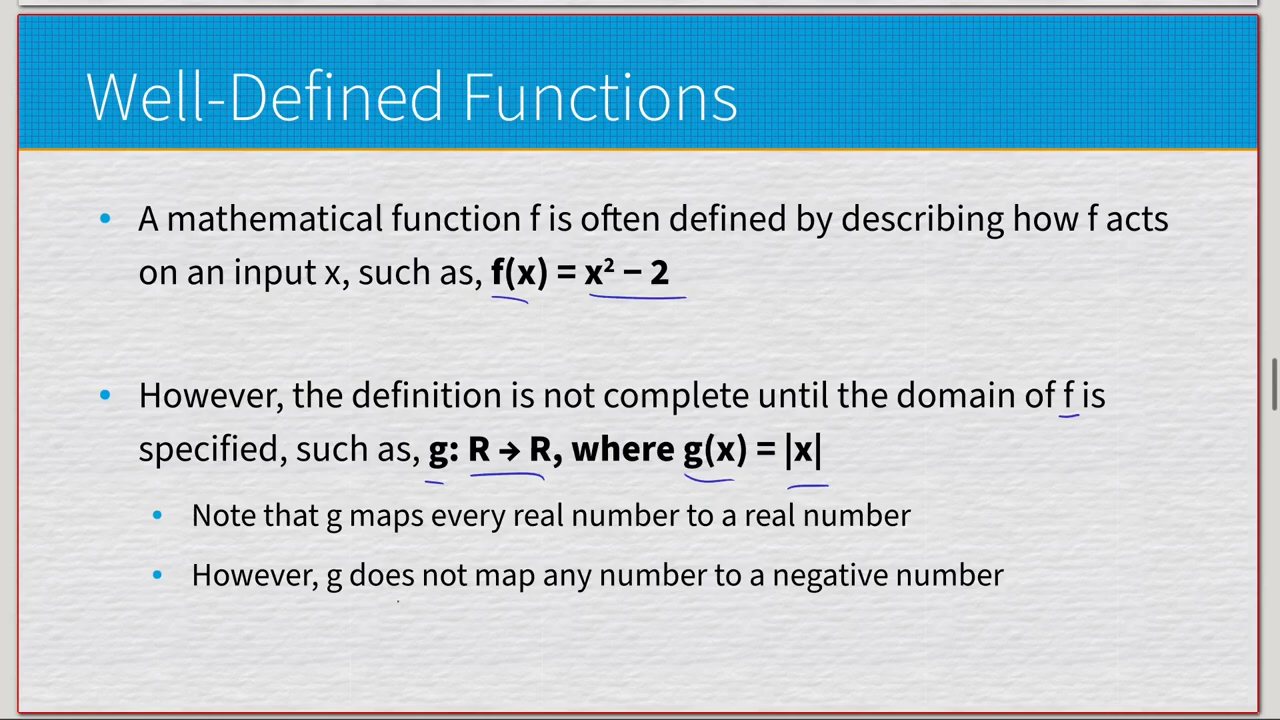 Well-Defined Functions
• A mathematical function f is often defined by describing how f acts
on an input x, such as, f(x) = x² − 2
• However, the definition is not complete until the domain of f is
specified, such as, g: R → R, where g(x) = |x|
• Note that g maps every real number to a real number
• However, g does not map any number to a negative number